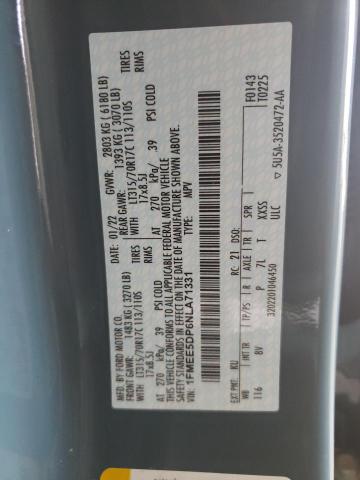 MFD. BY FORD MOTOR CO.
DATE: 01/22 GVWR: 2803 KG ( 6180 LB)
FRONT GAWR: 1483 KG (3270 LB) REAR GAWR: 1393 KG ( 3070 LB)
WITH LT315/70R17C 113/110S TIRES WITH LT315/70R17C 113/110S TIRES
17x8.5J RIMS 17x8.5J RIMS
AT 270 kPa/ 39 PSI COLD AT 270 kPa/ 39 PSI COLD
THIS VEHICLE CONFORMS TO ALL APPLICABLE FEDERAL MOTOR VEHICLE
SAFETY STANDARDS IN EFFECT ON THE DATE OF MANUFACTURE SHOWN ABOVE.
VIN: 1FMEE5DP6NLA71331 TYPE: MPV
F0143
T0225
EXT PNT: KU RC: 21 DSO:
WB TP/PS R AXLE TR SPR
116 8V P 7L T XXSS
ULC
3202201046450
5U5A-3520472-AA